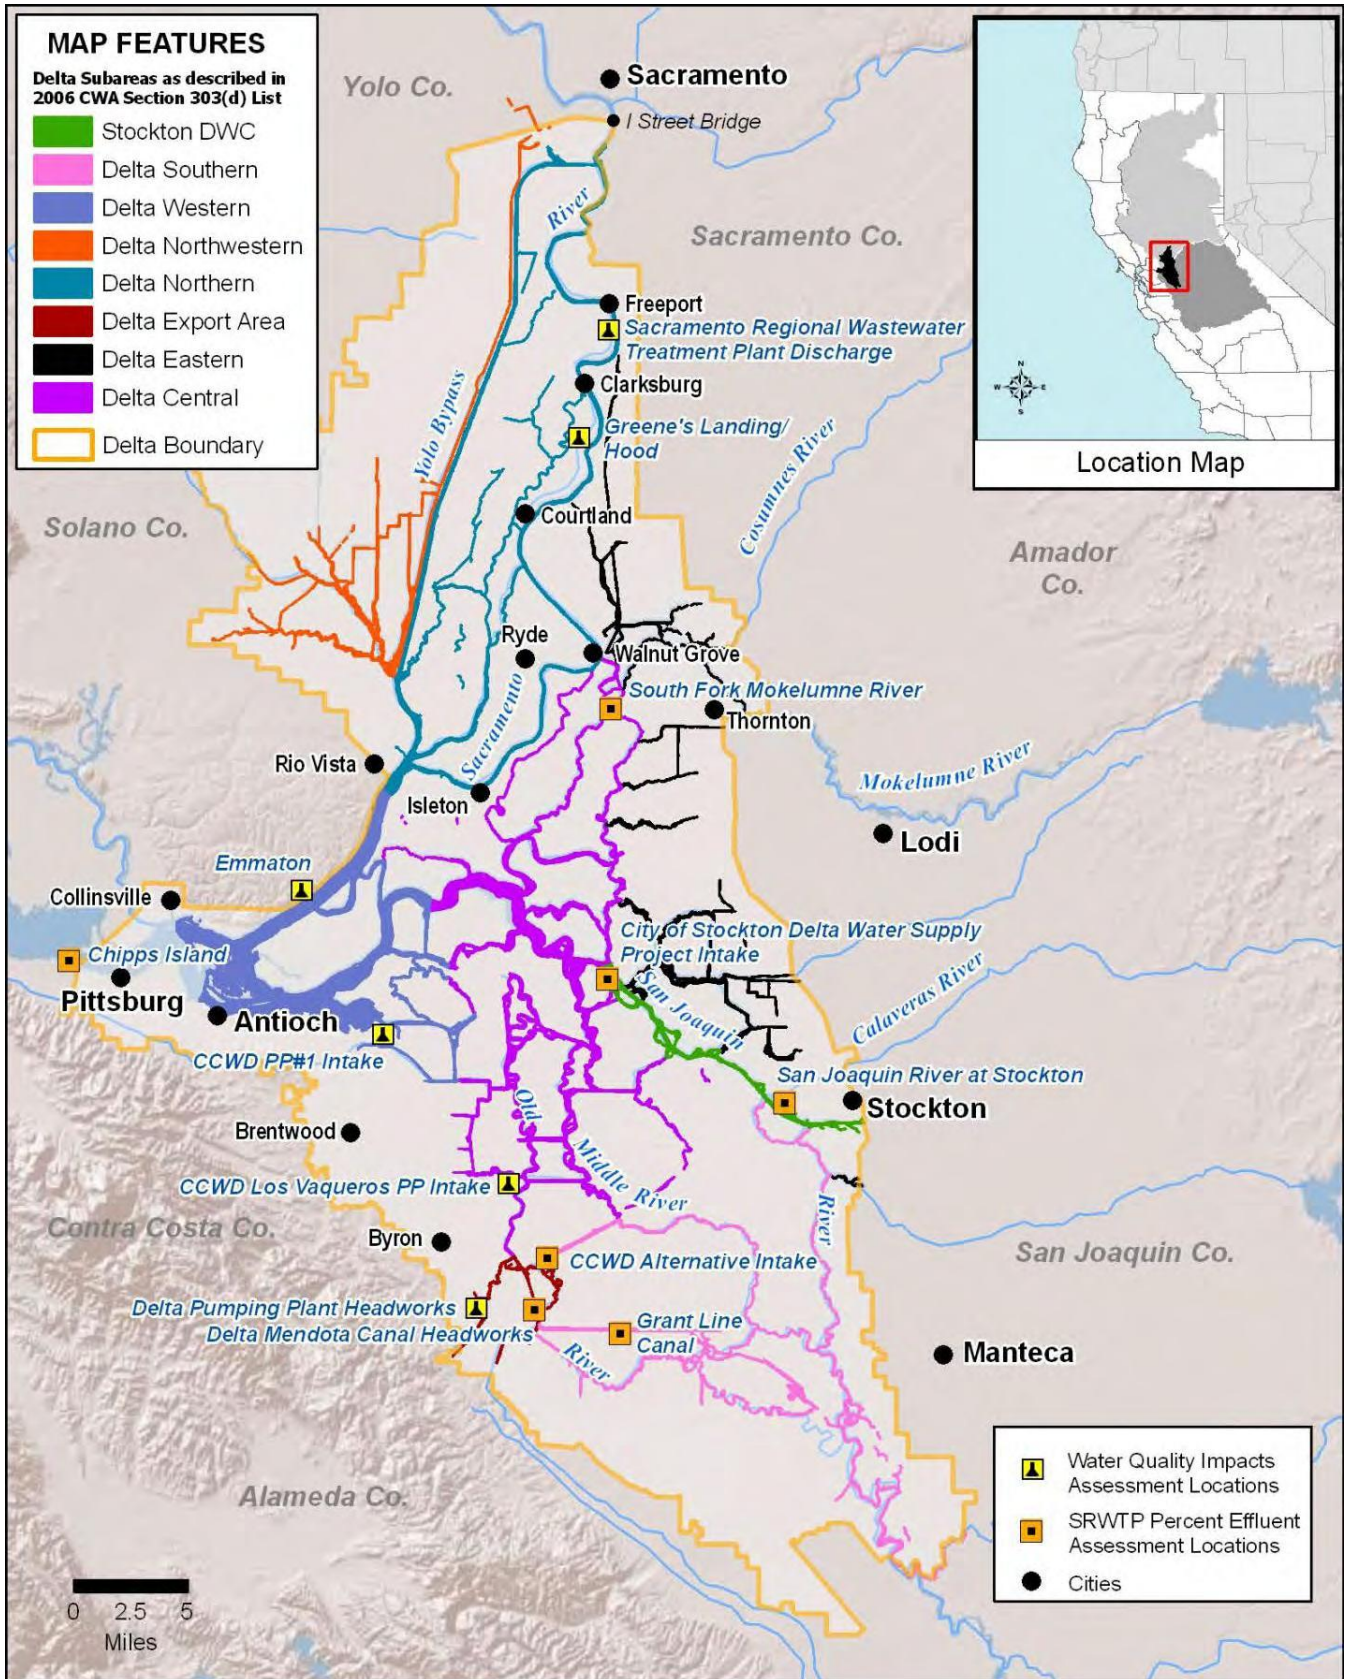 MAP FEATURES
Delta Subareas as described in
2006 CWA Section 303(d) List
Stockton DWC
Delta Southern
Delta Western
Delta Northwestern
Delta Northern
Delta Export Area
Delta Eastern
Delta Central
Delta Boundary
Yolo Co.
Sacramento
I Street Bridge
River
Sacramento Co.
Freeport
Sacramento Regional Wastewater
Treatment Plant Discharge
Clarksburg
Yolo Bypass
Greene's Landing/
Hood
Cosumnes River
N
W
E
S
Location Map
Solano Co.
Courtland
Amador
Co.
Ryde
Walnut Grove
Sacramento
South Fork Mokelumne River
Thornton
Rio Vista
Isleton
Mokelumne River
Lodi
Emmaton
Collinsville
Chipps Island
Pittsburg
Antioch
CCWD PP#1 Intake
City of Stockton Delta Water Supply
Project Intake
San Joaquin
Calaveras River
San Joaquin River at Stockton
Stockton
Brentwood
Old
Middle River
CCWD Los Vaqueros PP Intake
River
Contra Costa Co.
Byron
San Joaquin Co.
CCWD Alternative Intake
Delta Pumping Plant Headworks
Delta Mendota Canal Headworks
Grant Line
Canal
River
Manteca
Alameda Co.
Water Quality Impacts
Assessment Locations
SRWTP Percent Effluent
Assessment Locations
Cities
0 2.5 5
Miles